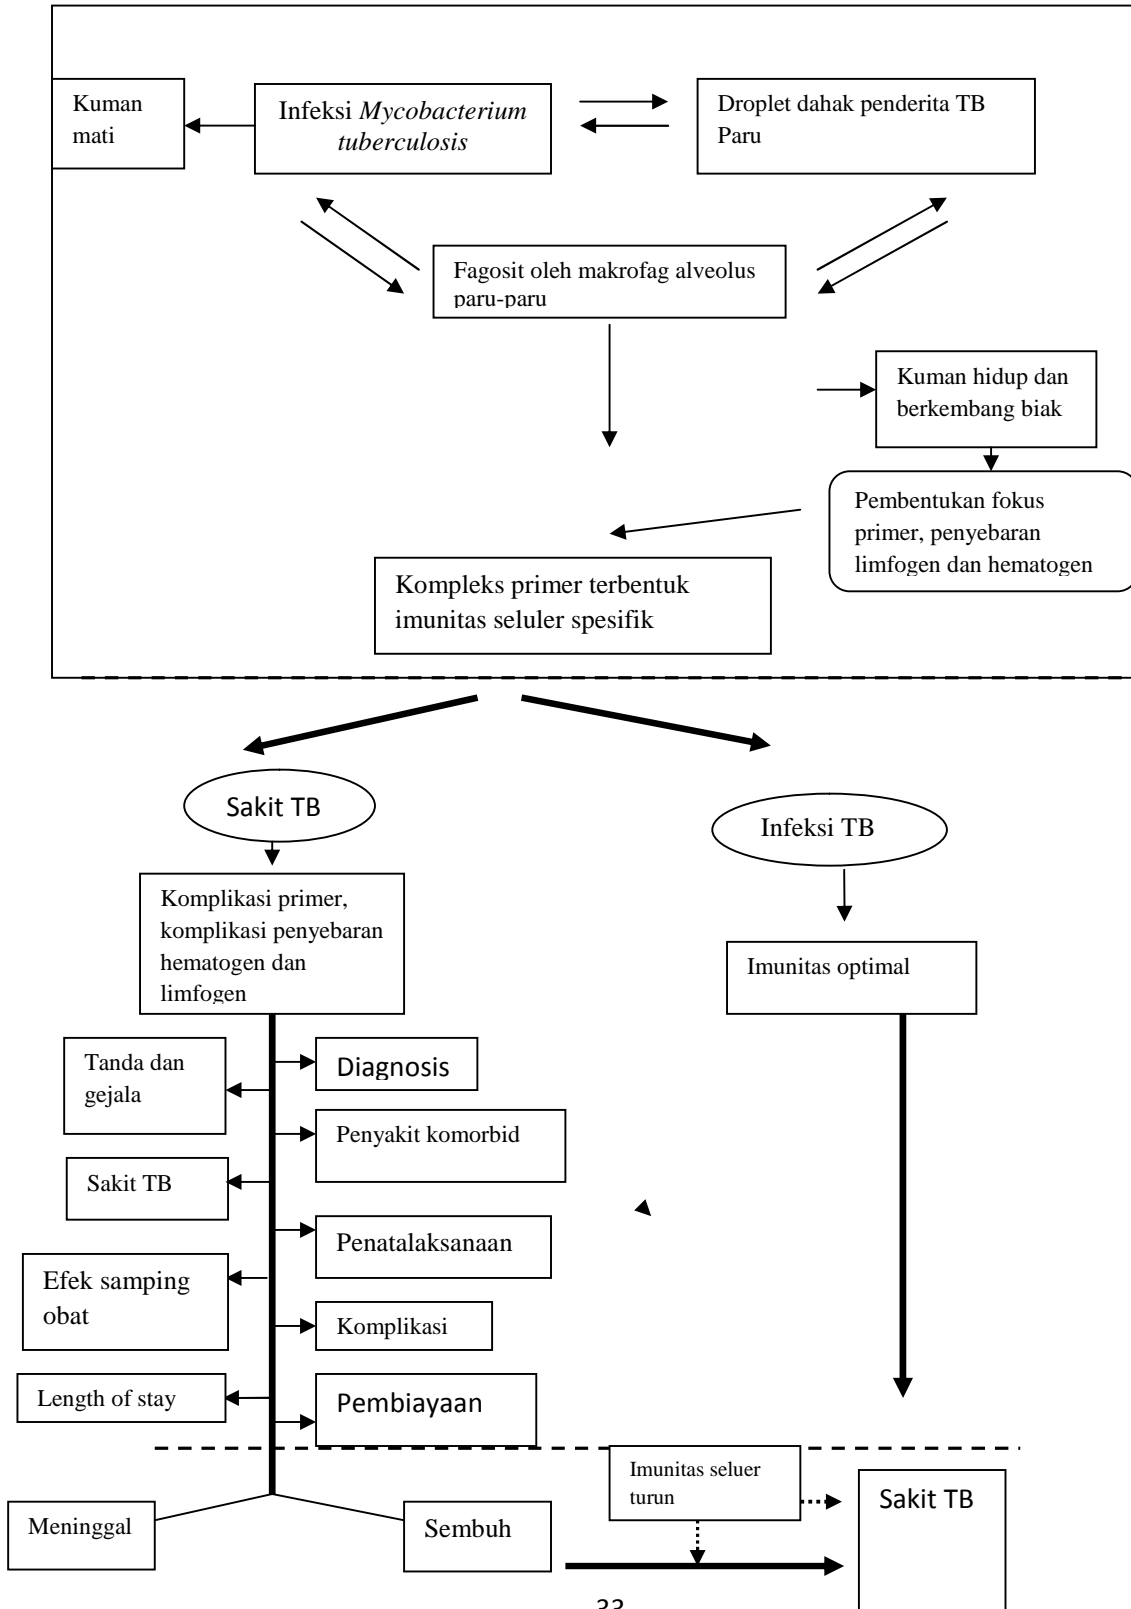 Kuman
mati
Infeksi Mycobacterium
tuberculosis
Droplet dahak penderita TB
Paru
Fagosit oleh makrofag alveolus
paru-paru
Kuman hidup dan
berkembang biak
Pembentukan fokus
primer, penyebaran
limfogen dan hematogen
Kompleks primer terbentuk
imunitas seluler spesifik
Sakit TB
Infeksi TB
Komplikasi primer,
komplikasi penyebaran
hematogen dan
limfogen
Imunitas optimal
Tanda dan
gejala
Diagnosis
Penyakit komorbid
Sakit TB
Penatalaksanaan
Efek samping
obat
Komplikasi
Length of stay
Pembiayaan
Imunitas seluer
turun
Sakit TB
Meninggal
Sembuh
33